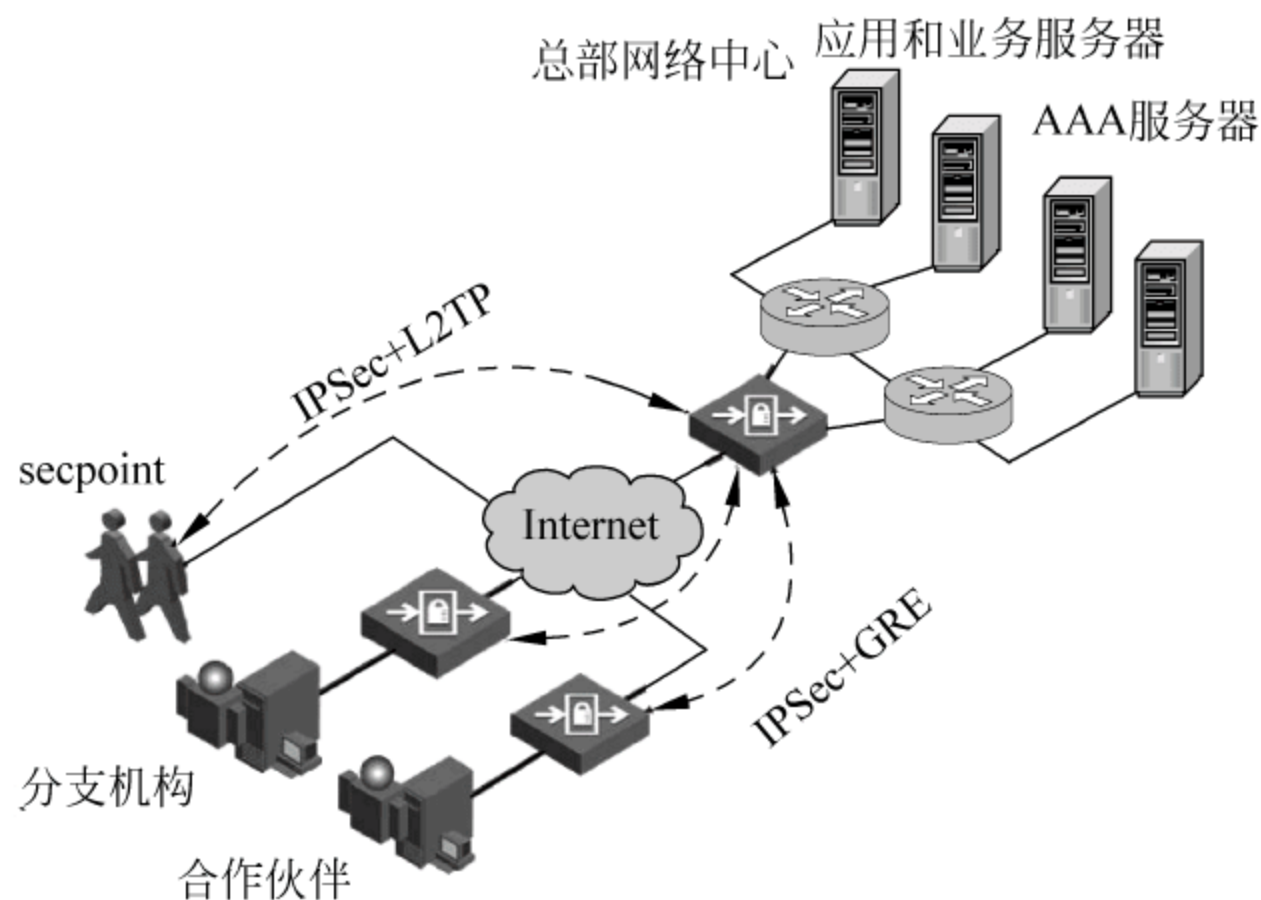 总部网络中心
应用和业务服务器
AAA服务器
IPSec+L2TP
secpoint
Internet
IPSec+GRE
分支机构
合作伙伴